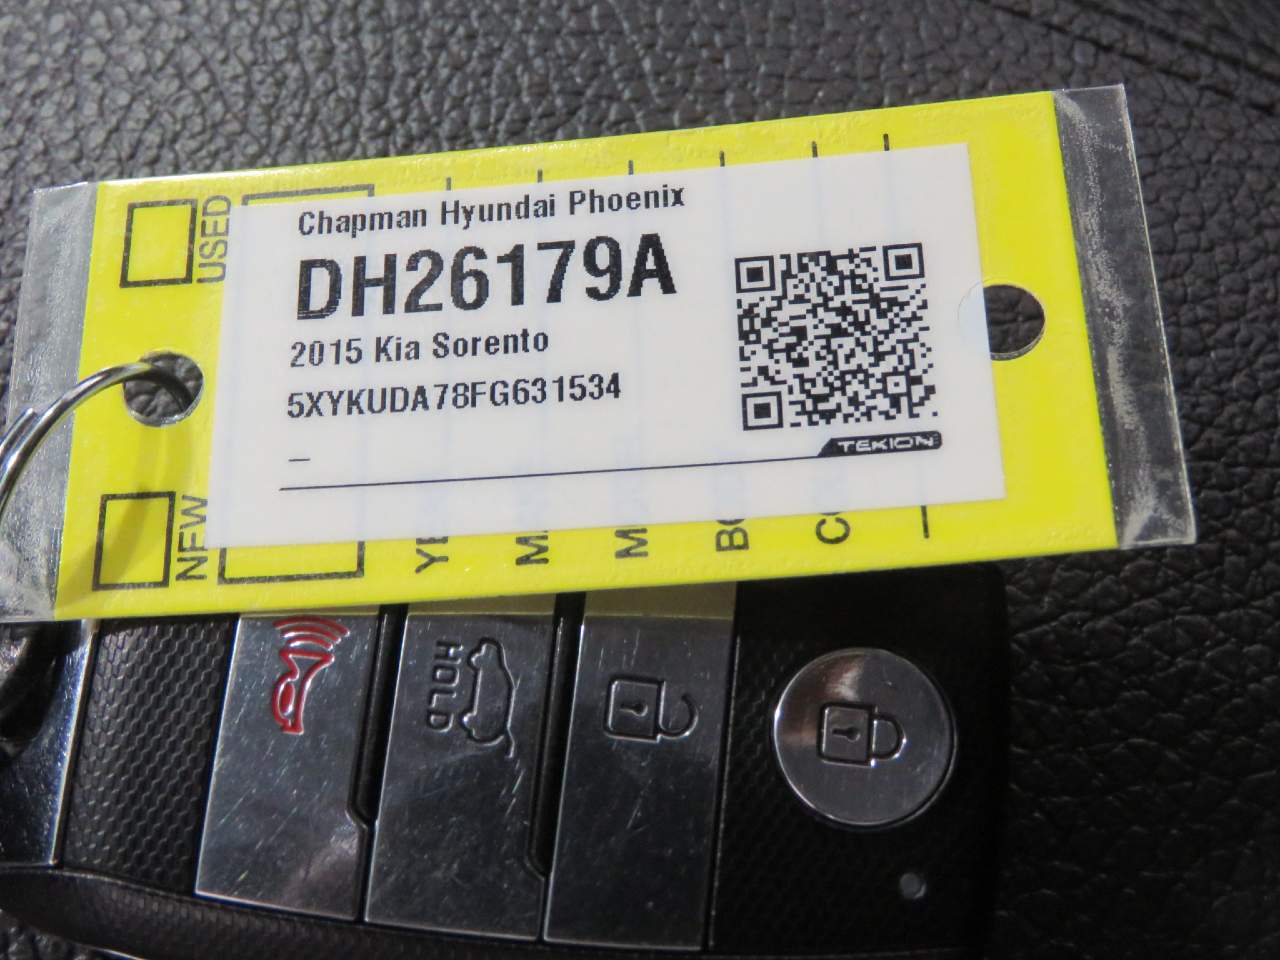 Chapman Hyundai Phoenix
DH26179A
2015 Kia Sorento
5XYKUDA78FG631534
–
TEKION
USED
NEW
HOLD